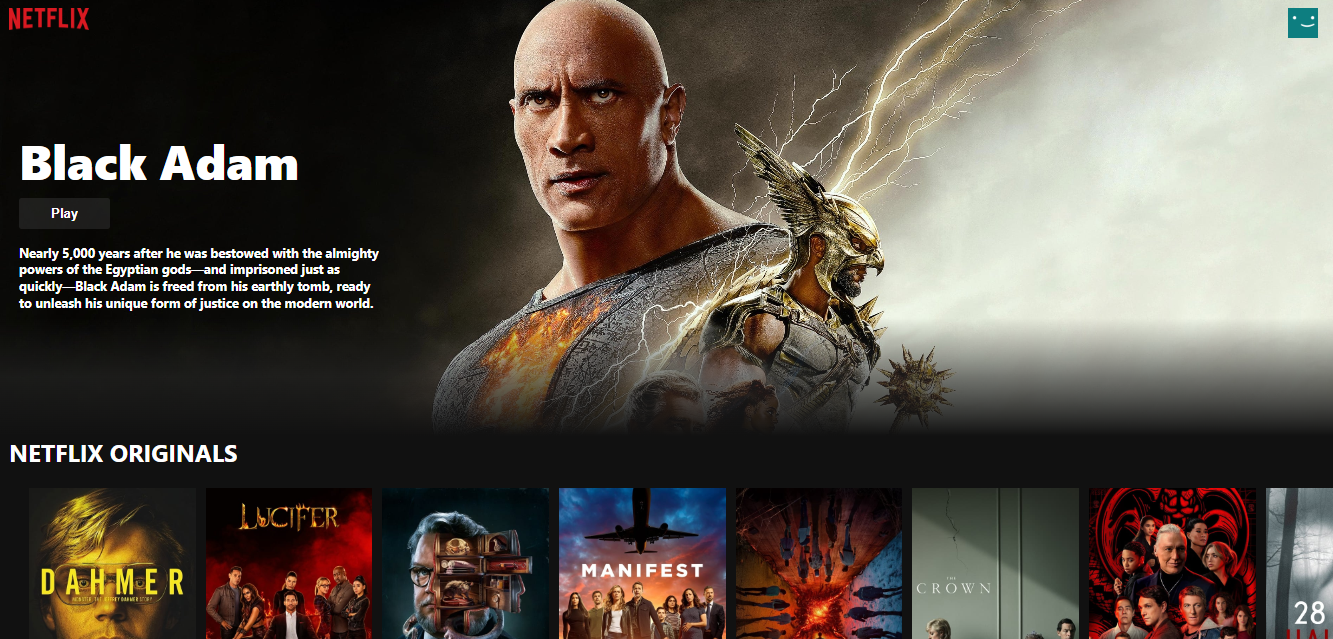 NETFLIX
Black Adam
Play
Nearly 5,000 years after he was bestowed with the almighty
powers of the Egyptian gods—and imprisoned just as
quickly—Black Adam is freed from his earthly tomb, ready
to unleash his unique form of justice on the modern world.
NETFLIX ORIGINALS
DAHMER
MONSTER: THE JEFFREY DAHMER STORY
LUCIFER
MANIFEST
THE
CROWN
28